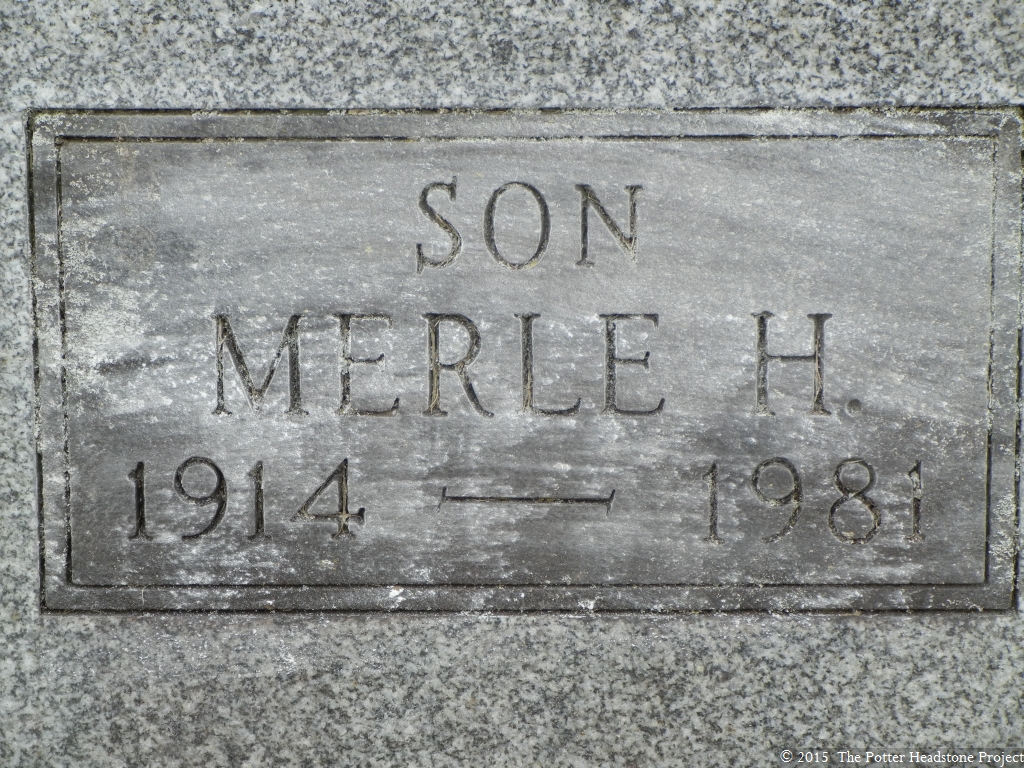 SON
MERLE H.
1914 — 1981
© 2015 The Potter Headstone Project